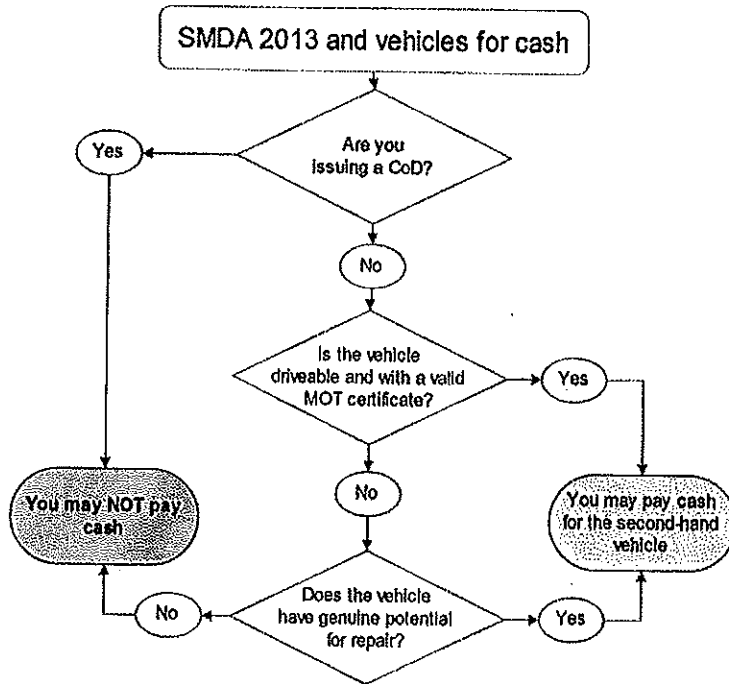 SMDA 2013 and vehicles for cash
Are you
issuing a CoD?
Yes
No
Is the vehicle
driveable and with a valid
MOT certificate?
Yes
No
You may NOT pay
cash
You may pay cash
for the second-hand
vehicle
Does the vehicle
have genuine potential
for repair?
No
Yes